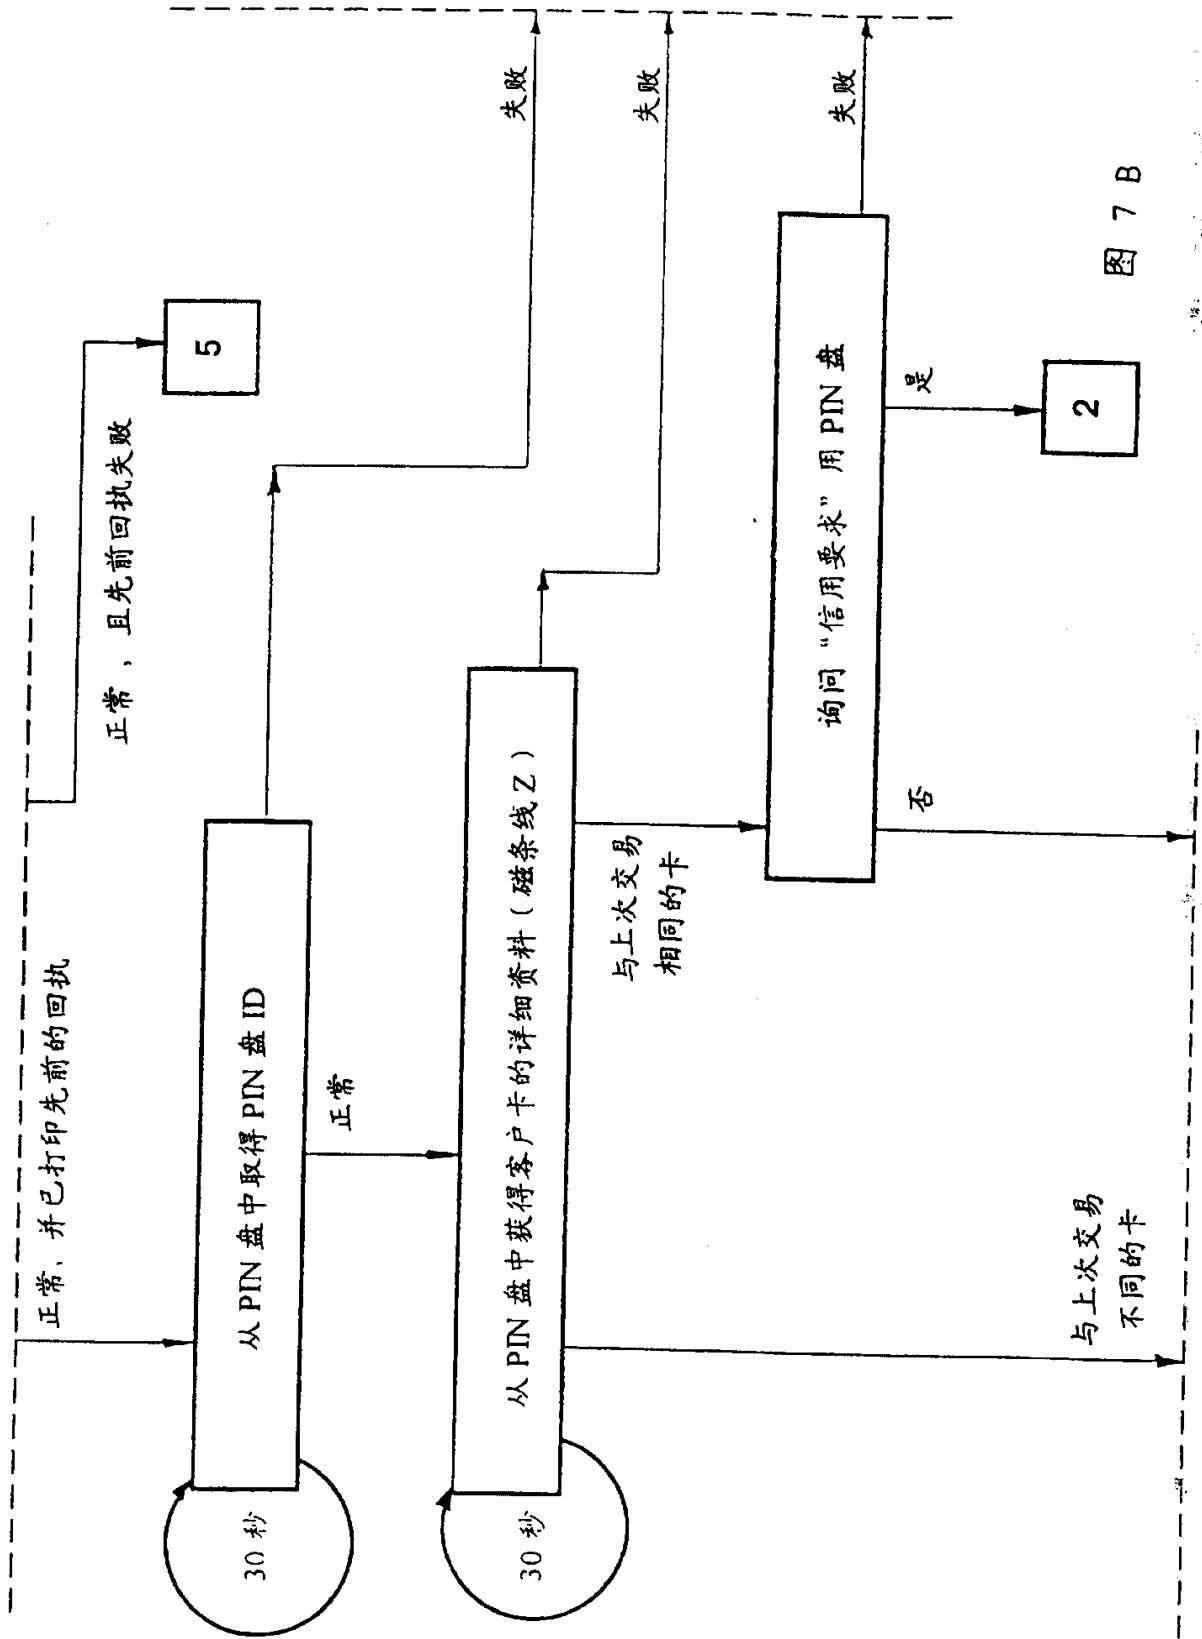 正常、并已打印先前的回执
正常，且先前回执失败
5
从 PIN 盘中取得 PIN 盘 ID
30 秒
失败
正常
从 PIN 盘中获得客户卡的详细资料（磁条线 Z）
30 秒
失败
与上次交易
相同的卡
询问“信用要求”用 PIN 盘
失败
否
是
2
与上次交易
不同的卡
图 7 B